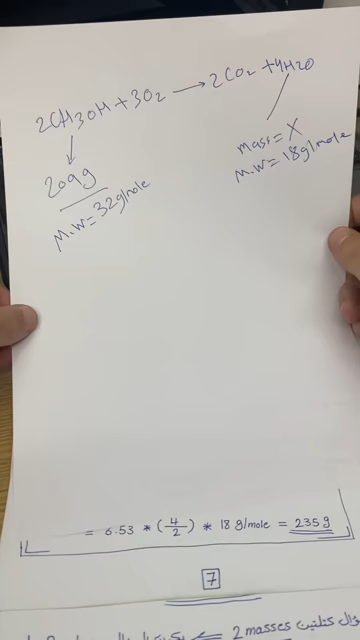 2CH3OH + 3O2 → 2CO2 + 4H2O
209g
M.W = 32g/mole
mass = X
M.W = 18g/mole
= 6.53 * (4/2) * 18 g/mole = 235 g
7
2 masses